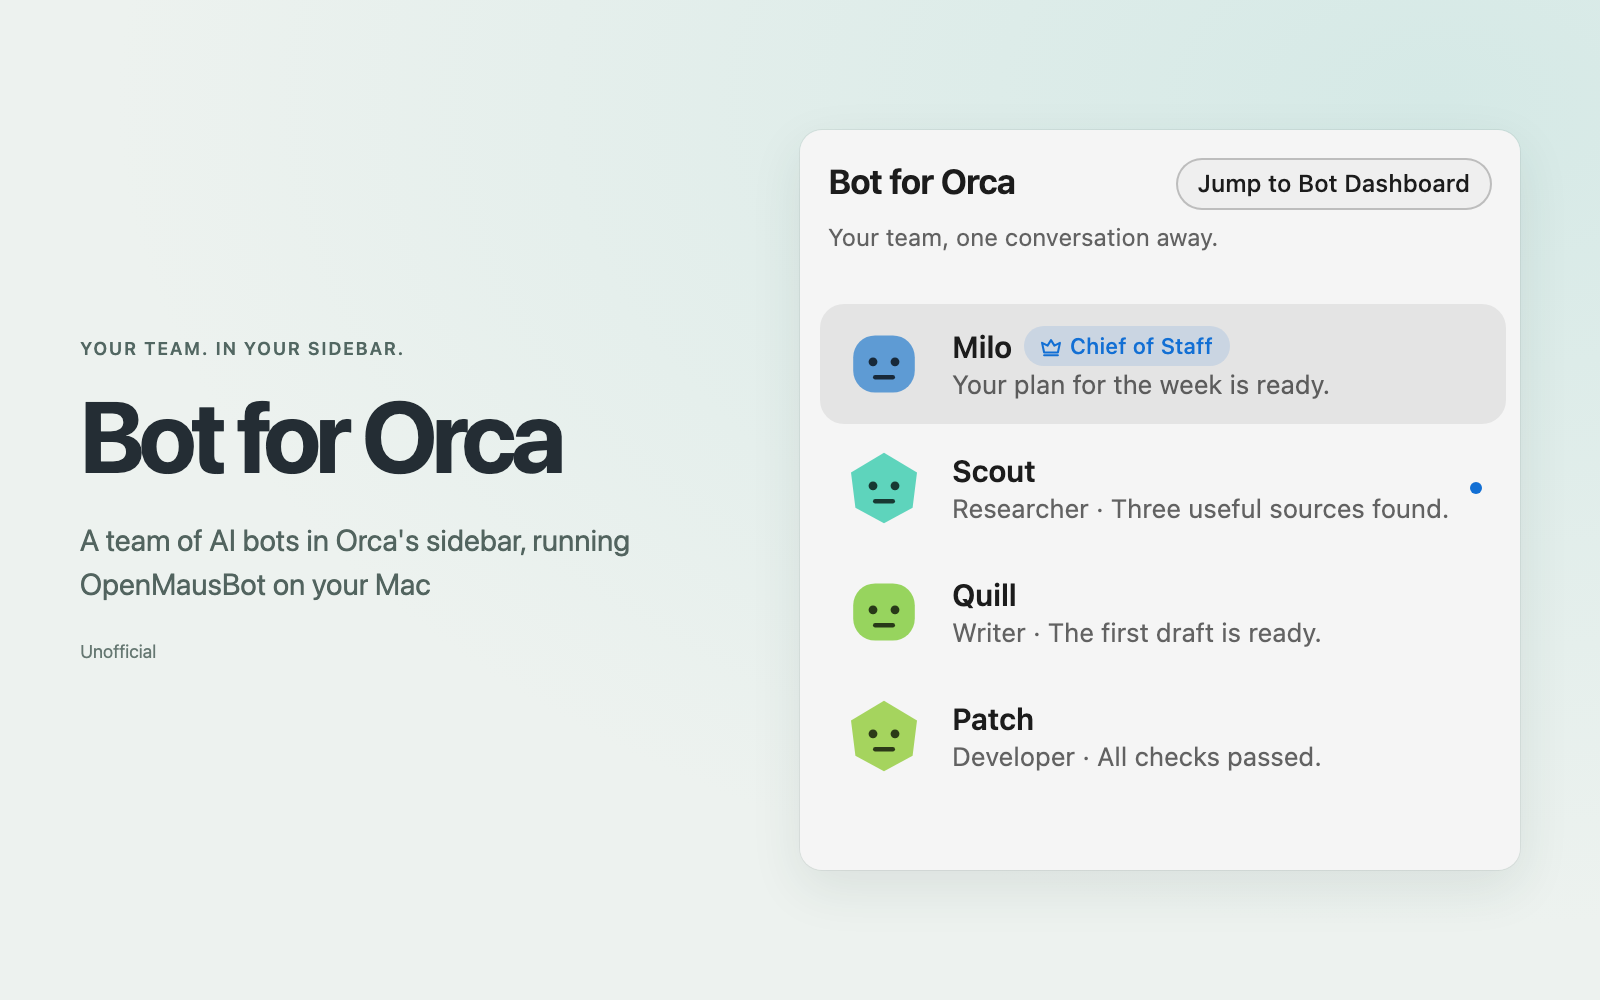 YOUR TEAM. IN YOUR SIDEBAR.
Bot for Orca
A team of AI bots in Orca's sidebar, running
OpenMausBot on your Mac
Unofficial
Bot for Orca
Jump to Bot Dashboard
Your team, one conversation away.
Milo
Chief of Staff
Your plan for the week is ready.
Scout
Researcher · Three useful sources found.
Quill
Writer · The first draft is ready.
Patch
Developer · All checks passed.